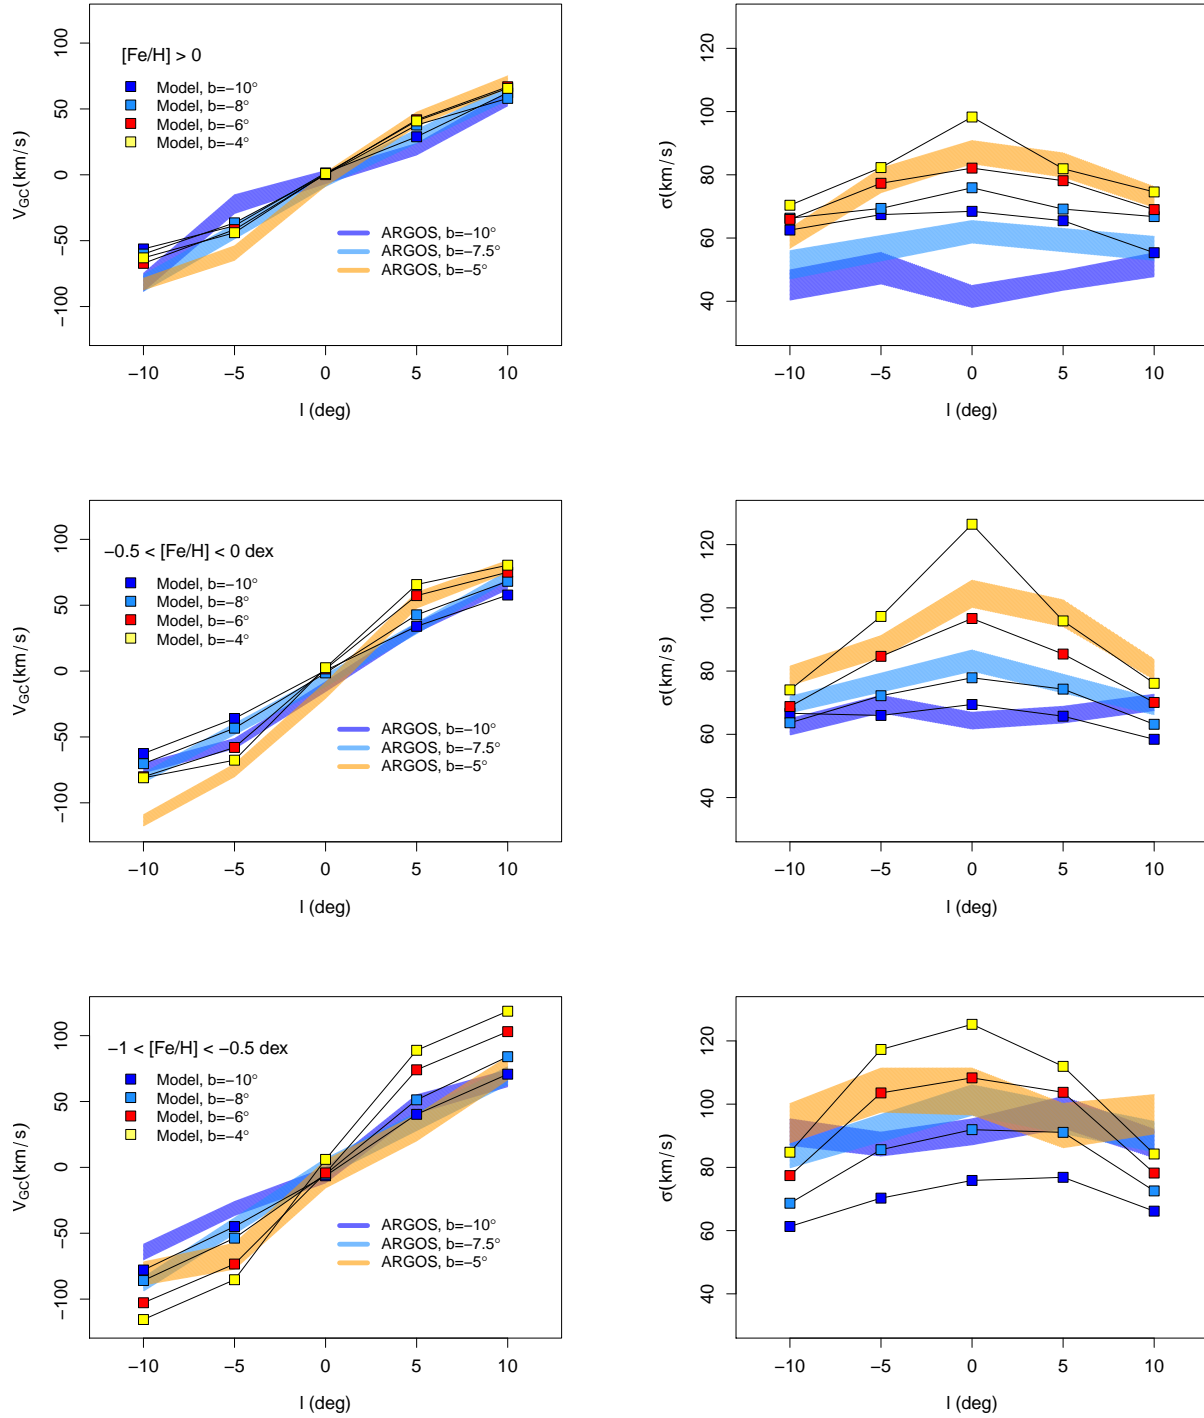 [Fe/H] > 0
Model, b=−10°
Model, b=−8°
Model, b=−6°
Model, b=−4°
ARGOS, b=−10°
ARGOS, b=−7.5°
ARGOS, b=−5°
V_GC(km/s)
100
50
0
−50
−100
−10 −5 0 5 10
l (deg)
σ(km/s)
120
100
80
60
40
−10 −5 0 5 10
l (deg)
−0.5 < [Fe/H] < 0 dex
Model, b=−10°
Model, b=−8°
Model, b=−6°
Model, b=−4°
ARGOS, b=−10°
ARGOS, b=−7.5°
ARGOS, b=−5°
V_GC(km/s)
100
50
0
−50
−100
−10 −5 0 5 10
l (deg)
σ(km/s)
120
100
80
60
40
−10 −5 0 5 10
l (deg)
−1 < [Fe/H] < −0.5 dex
Model, b=−10°
Model, b=−8°
Model, b=−6°
Model, b=−4°
ARGOS, b=−10°
ARGOS, b=−7.5°
ARGOS, b=−5°
V_GC(km/s)
100
50
0
−50
−100
−10 −5 0 5 10
l (deg)
σ(km/s)
120
100
80
60
40
−10 −5 0 5 10
l (deg)